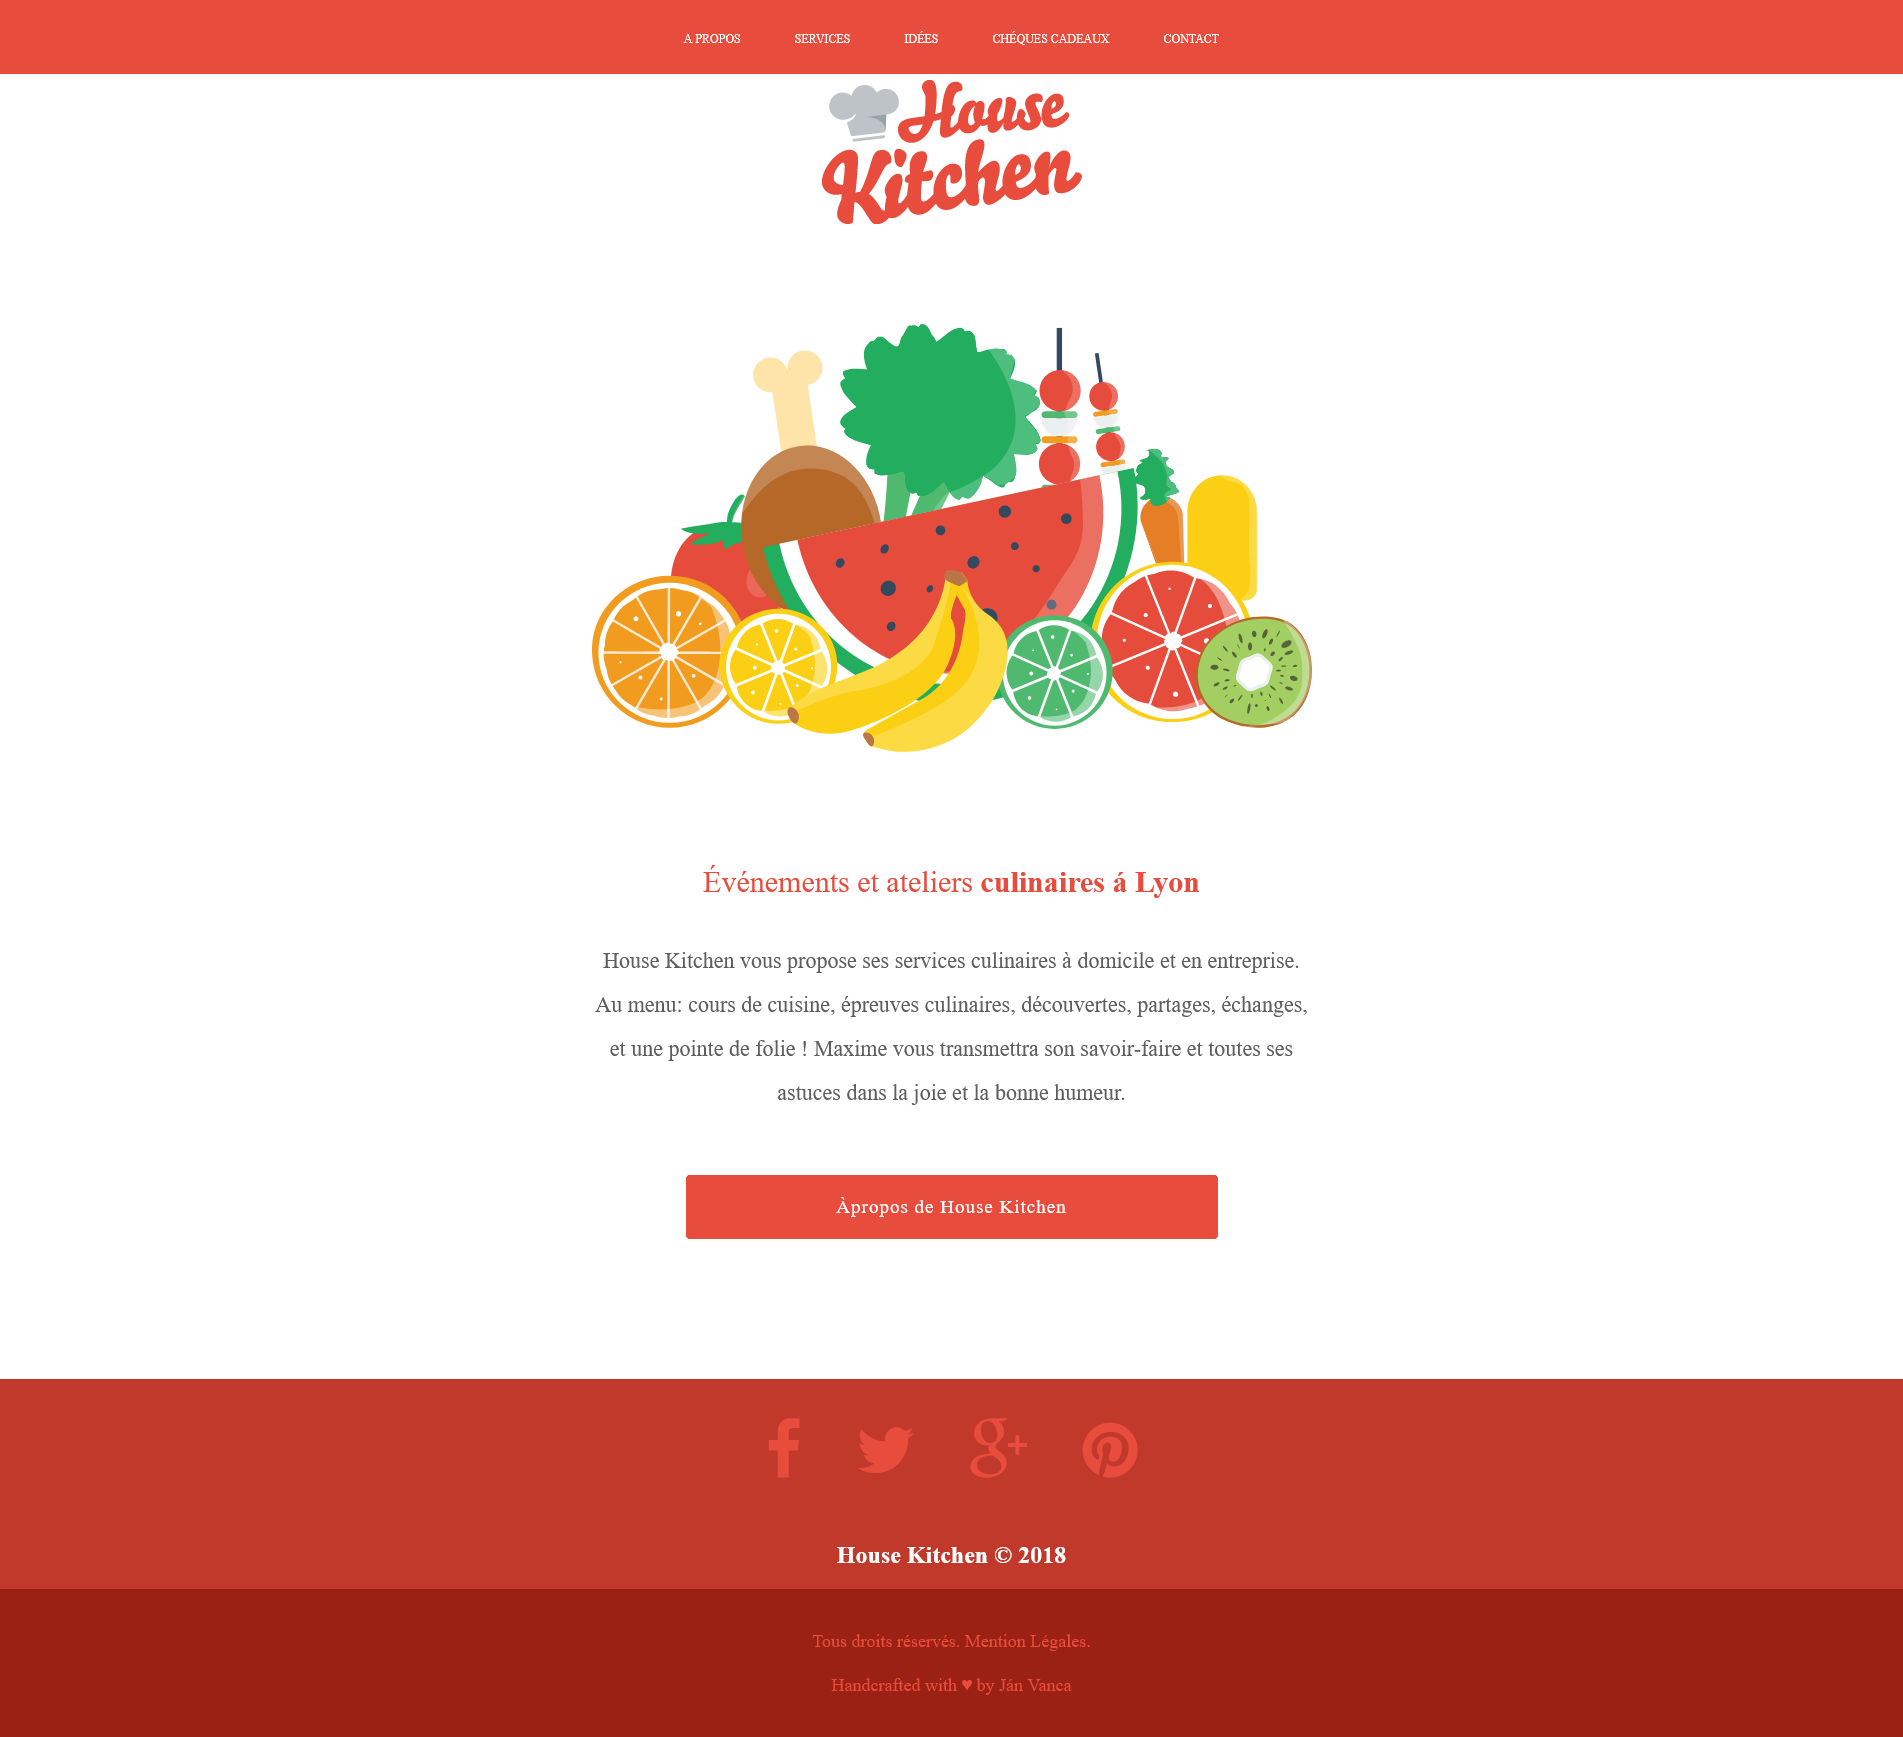 A PROPOS SERVICES IDÉES CHÉQUES CADEAUX CONTACT
House
Kitchen
Événements et ateliers culinaires á Lyon
House Kitchen vous propose ses services culinaires à domicile et en entreprise.
Au menu: cours de cuisine, épreuves culinaires, découvertes, partages, échanges,
et une pointe de folie ! Maxime vous transmettra son savoir-faire et toutes ses
astuces dans la joie et la bonne humeur.
Àpropos de House Kitchen
House Kitchen © 2018
Tous droits réservés. Mention Légales.
Handcrafted with ♥ by Ján Vanca